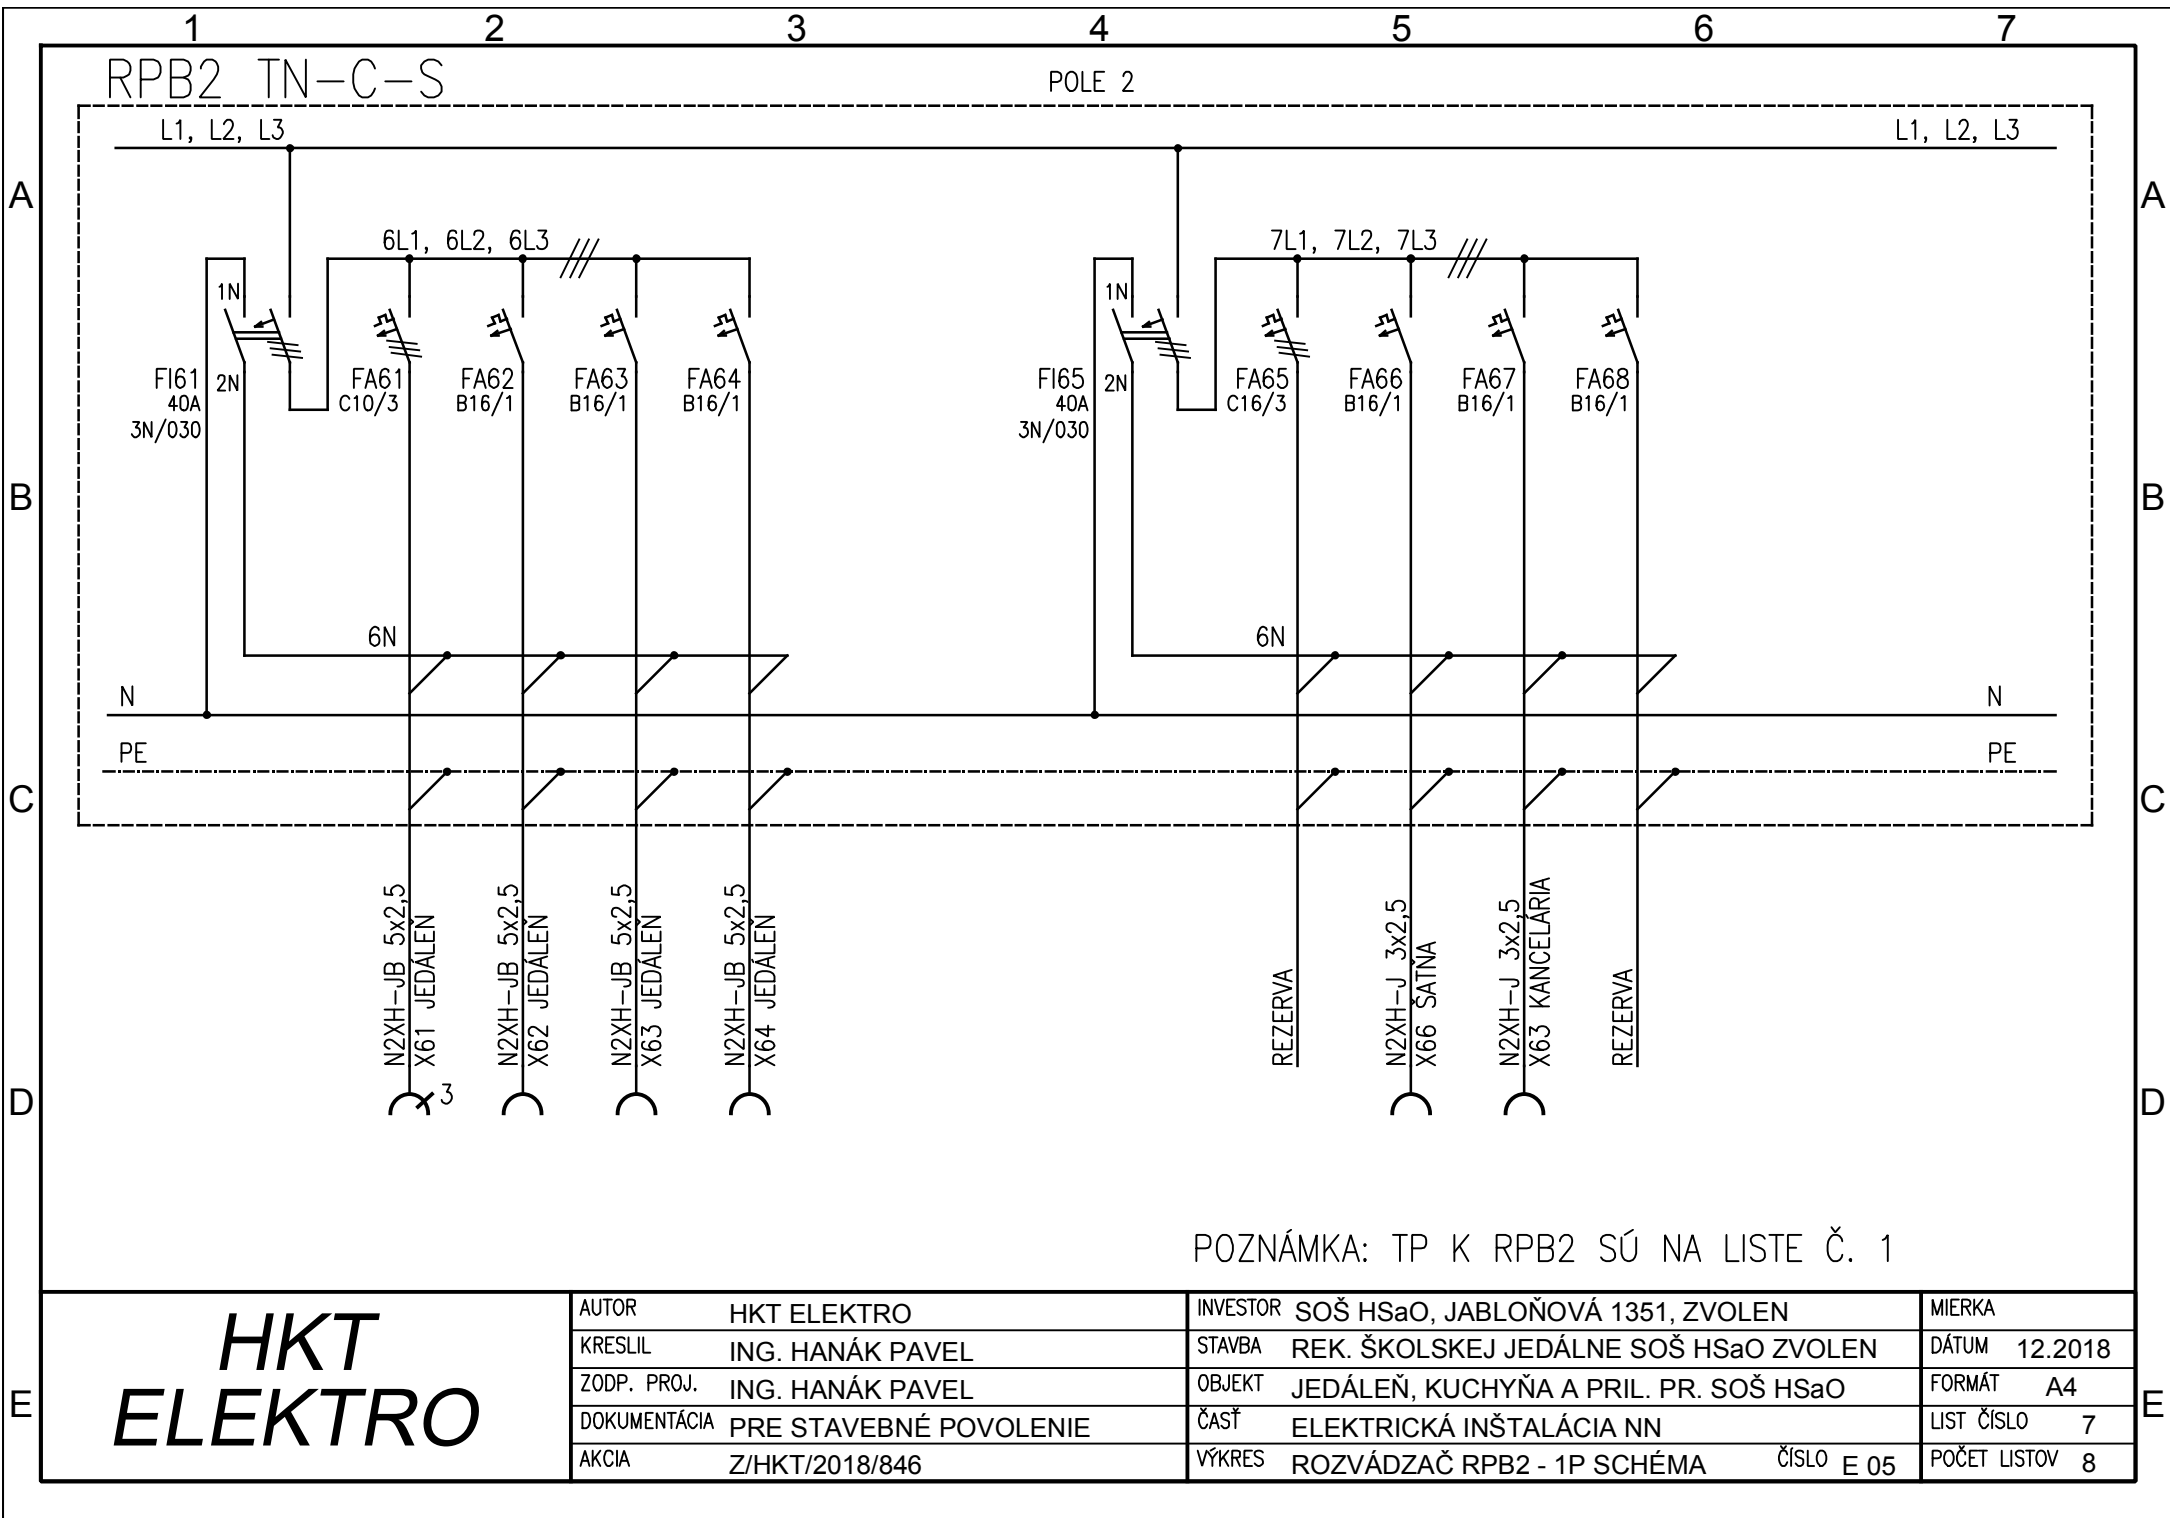 1 2 3 4 5 6 7
RPB2 TN-C-S
POLE 2
L1, L2, L3
L1, L2, L3
A
A
6L1, 6L2, 6L3
7L1, 7L2, 7L3
1N
1N
2N
2N
FI61
40A
3N/030
FA61
C10/3
FA62
B16/1
FA63
B16/1
FA64
B16/1
FI65
40A
3N/030
FA65
C16/3
FA66
B16/1
FA67
B16/1
FA68
B16/1
B
B
6N
6N
N
N
PE
PE
C
C
N2XH-JB 5x2,5
X61 JEDÁLEŇ
N2XH-JB 5x2,5
X62 JEDÁLEŇ
N2XH-JB 5x2,5
X63 JEDÁLEŇ
N2XH-JB 5x2,5
X64 JEDÁLEŇ
REZERVA
N2XH-J 3x2,5
X66 ŠATŇA
N2XH-J 3x2,5
X63 KANCELÁRIA
REZERVA
3
D
D
POZNÁMKA: TP K RPB2 SÚ NA LISTE Č. 1
HKT
ELEKTRO
AUTOR HKT ELEKTRO
KRESLIL ING. HANÁK PAVEL
ZODP. PROJ. ING. HANÁK PAVEL
DOKUMENTÁCIA PRE STAVEBNÉ POVOLENIE
AKCIA Z/HKT/2018/846
INVESTOR SOŠ HSaO, JABLOŇOVÁ 1351, ZVOLEN
STAVBA REK. ŠKOLSKEJ JEDÁLNE SOŠ HSaO ZVOLEN
OBJEKT JEDÁLEŇ, KUCHYŇA A PRIL. PR. SOŠ HSaO
ČASŤ ELEKTRICKÁ INŠTALÁCIA NN
VÝKRES ROZVÁDZAČ RPB2 - 1P SCHÉMA ČÍSLO E 05
MIERKA
DÁTUM 12.2018
FORMÁT A4
LIST ČÍSLO 7
POČET LISTOV 8
E
E